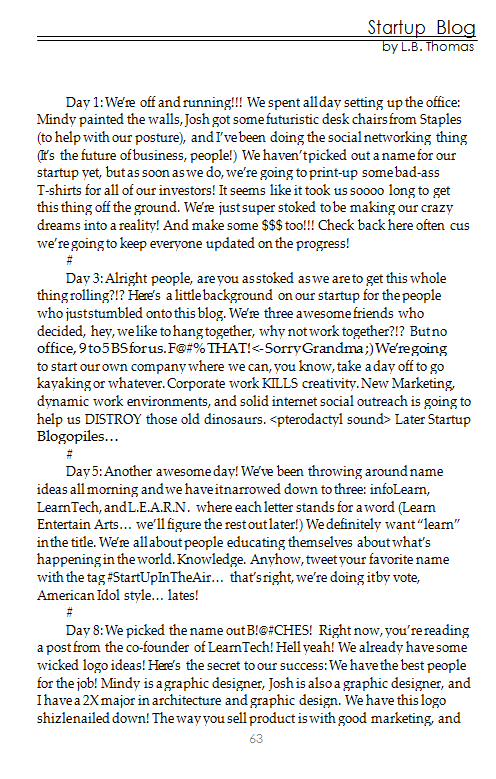 Startup Blog
by L.B. Thomas
Day 1: We're off and running!!! We spent all day setting up the office:
Mindy painted the walls, Josh got some futuristic desk chairs from Staples
(to help with our posture), and I've been doing the social networking thing
(It's the future of business, people!) We haven't picked out a name for our
startup yet, but as soon as we do, we're going to print-up some bad-ass
T-shirts for all of our investors! It seems like it took us soooo long to get
this thing off the ground. We're just super stoked to be making our crazy
dreams into a reality! And make some $$$ too!!! Check back here often cus
we're going to keep everyone updated on the progress!
#
Day 3: Alright people, are you as stoked as we are to get this whole
thing rolling?!? Here's a little background on our startup for the people
who just stumbled onto this blog. We're three awesome friends who
decided, hey, we like to hang together, why not work together?!? But no
office, 9 to 5 BS for us. F@#% THAT! <- Sorry Grandma ;) We're going
to start our own company where we can, you know, take a day off to go
kayaking or whatever. Corporate work KILLS creativity. New Marketing,
dynamic work environments, and solid internet social outreach is going to
help us DISTROY those old dinosaurs. <pterodactyl sound> Later Startup
Blogopiles…
#
Day 5: Another awesome day! We've been throwing around name
ideas all morning and we have it narrowed down to three: infoLearn,
LearnTech, and L.E.A.R.N. where each letter stands for a word (Learn
Entertain Arts… we'll figure the rest out later!) We definitely want "learn"
in the title. We're all about people educating themselves about what's
happening in the world. Knowledge. Anyhow, tweet your favorite name
with the tag #StartUpInTheAir… that's right, we're doing it by vote,
American Idol style… lates!
#
Day 8: We picked the name out B!@#CHES! Right now, you're reading
a post from the co-founder of LearnTech! Hell yeah! We already have some
wicked logo ideas! Here's the secret to our success: We have the best people
for the job! Mindy is a graphic designer, Josh is also a graphic designer, and
I have a 2X major in architecture and graphic design. We have this logo
shizle nailed down! The way you sell product is with good marketing, and
63